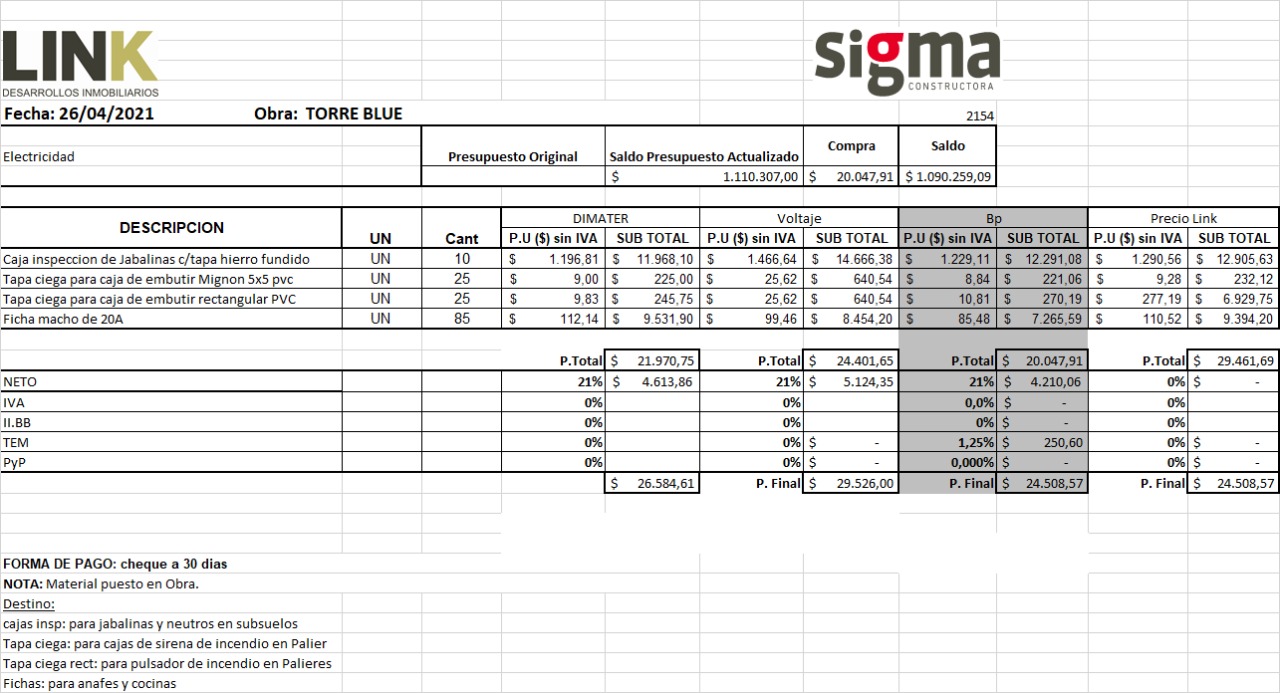 LINK
DESARROLLOS INMOBILIARIOS
sigma
CONSTRUCTORA
Fecha: 26/04/2021 Obra: TORRE BLUE 2154
Electricidad Presupuesto Original Saldo Presupuesto Actualizado Compra Saldo
$ 1.110.307,00 $ 20.047,91 $ 1.090.259,09
DESCRIPCION UN Cant DIMATER Voltaje Bp Precio Link
P.U ($) sin IVA SUB TOTAL P.U ($) sin IVA SUB TOTAL P.U ($) sin IVA SUB TOTAL P.U ($) sin IVA SUB TOTAL
Caja inspeccion de Jabalinas c/tapa hierro fundido UN 10 $ 1.196,81 $ 11.968,10 $ 1.466,64 $ 14.666,38 $ 1.229,11 $ 12.291,08 $ 1.290,56 $ 12.905,63
Tapa ciega para caja de embutir Mignon 5x5 pvc UN 25 $ 9,00 $ 225,00 $ 25,62 $ 640,54 $ 8,84 $ 221,06 $ 9,28 $ 232,12
Tapa ciega para caja de embutir rectangular PVC UN 25 $ 9,83 $ 245,75 $ 25,62 $ 640,54 $ 10,81 $ 270,19 $ 277,19 $ 6.929,75
Ficha macho de 20A UN 85 $ 112,14 $ 9.531,90 $ 99,46 $ 8.454,20 $ 85,48 $ 7.265,59 $ 110,52 $ 9.394,20
P.Total $ 21.970,75 P.Total $ 24.401,65 P.Total $ 20.047,91 P.Total $ 29.461,69
NETO 21% $ 4.613,86 21% $ 5.124,35 21% $ 4.210,06 0% $ -
IVA 0% 0% 0,0% $ - 0%
II.BB 0% 0% 0% $ - 0%
TEM 0% 0% $ - 1,25% $ 250,60 0% $ -
PyP 0% 0% $ - 0,000% $ - 0% $ -
$ 26.584,61 P. Final $ 29.526,00 P. Final $ 24.508,57 P. Final $ 24.508,57
FORMA DE PAGO: cheque a 30 dias
NOTA: Material puesto en Obra.
Destino:
cajas insp: para jabalinas y neutros en subsuelos
Tapa ciega: para cajas de sirena de incendio en Palier
Tapa ciega rect: para pulsador de incendio en Palieres
Fichas: para anafes y cocinas